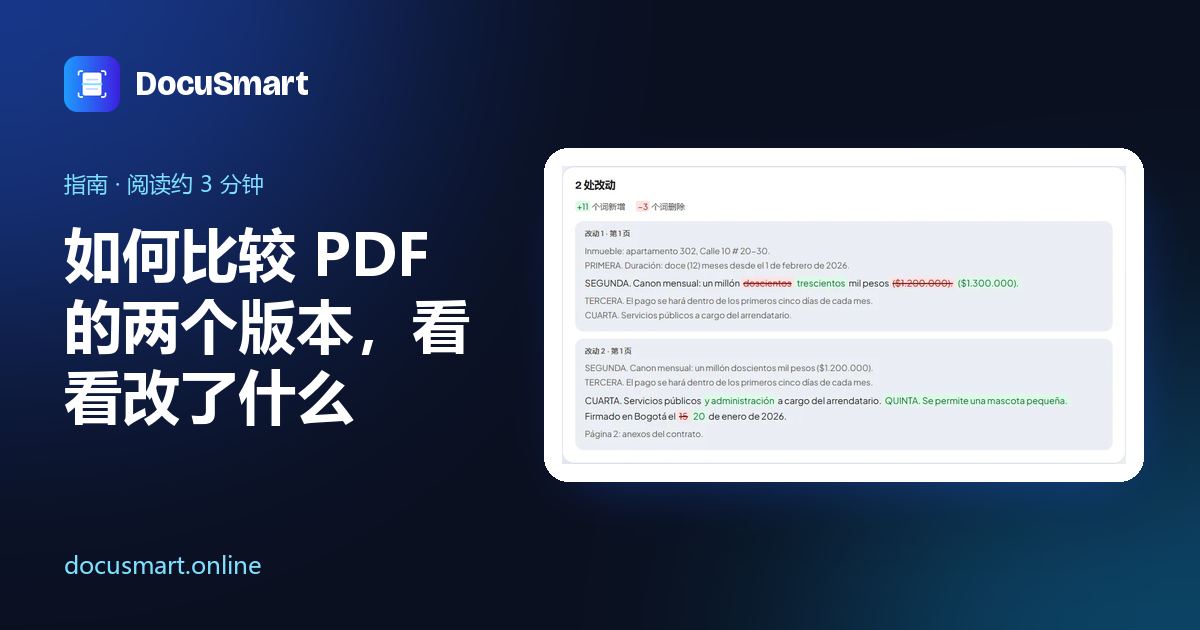 DocuSmart
指南 · 阅读约 3 分钟
如何比较 PDF
的两个版本，看
看改了什么
docusmart.online
2 处改动
+11 个词新增 −3 个词删除
改动 1 · 第 1 页
Inmueble: apartamento 302, Calle 10 # 20-30.
PRIMERA. Duración: doce (12) meses desde el 1 de febrero de 2026.
SEGUNDA. Canon mensual: un millón doscientos trescientos mil pesos ($1.200.000). ($1.300.000).
TERCERA. El pago se hará dentro de los primeros cinco días de cada mes.
CUARTA. Servicios públicos a cargo del arrendatario.
改动 2 · 第 1 页
SEGUNDA. Canon mensual: un millón doscientos mil pesos ($1.200.000).
TERCERA. El pago se hará dentro de los primeros cinco días de cada mes.
CUARTA. Servicios públicos y administración a cargo del arrendatario. QUINTA. Se permite una mascota pequeña.
Firmado en Bogotá el 15 20 de enero de 2026.
Página 2: anexos del contrato.